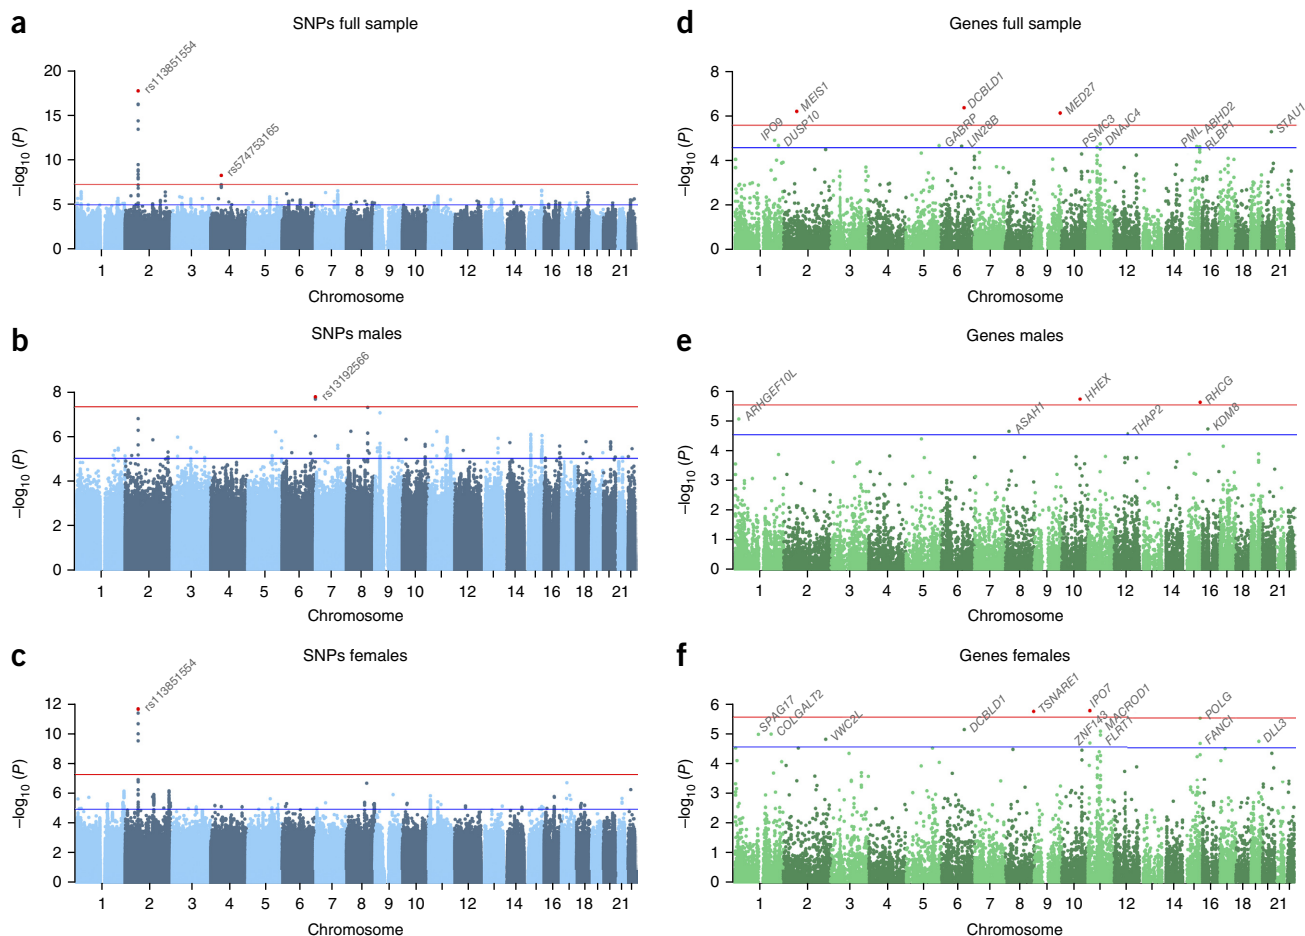 a
SNPs full sample
rs113851554
rs574753165
20
15
10
5
0
–log10 (P)
1 2 3 4 5 6 7 8 9 10 12 14 16 18 21
Chromosome
b
SNPs males
rs13192566
8
6
4
2
0
–log10 (P)
1 2 3 4 5 6 7 8 9 10 12 14 16 18 21
Chromosome
c
SNPs females
rs113851554
12
10
8
6
4
2
0
–log10 (P)
1 2 3 4 5 6 7 8 9 10 12 14 16 18 21
Chromosome
d
Genes full sample
IPO9
DUSP10
MEIS1
GABRP
LIN28B
DCBLD1
MED27
PSMC3
DNAJC4
PML
ABHD2
RLBP1
STAU1
8
6
4
2
0
–log10 (P)
1 2 3 4 5 6 7 8 9 10 12 14 16 18 21
Chromosome
e
Genes males
ARHGEF10L
ASAH1
HHEX
THAP2
RHCG
KDM8
6
5
4
3
2
1
0
–log10 (P)
1 2 3 4 5 6 7 8 9 10 12 14 16 18 21
Chromosome
f
Genes females
SPAG17
COLGALT2
VWC2L
DCBLD1
TSNARE1
IPO7
ZNF143
MACROD1
FLRT1
POLG
FANCI
DLL3
6
5
4
3
2
1
0
–log10 (P)
1 2 3 4 5 6 7 8 9 10 12 14 16 18 21
Chromosome